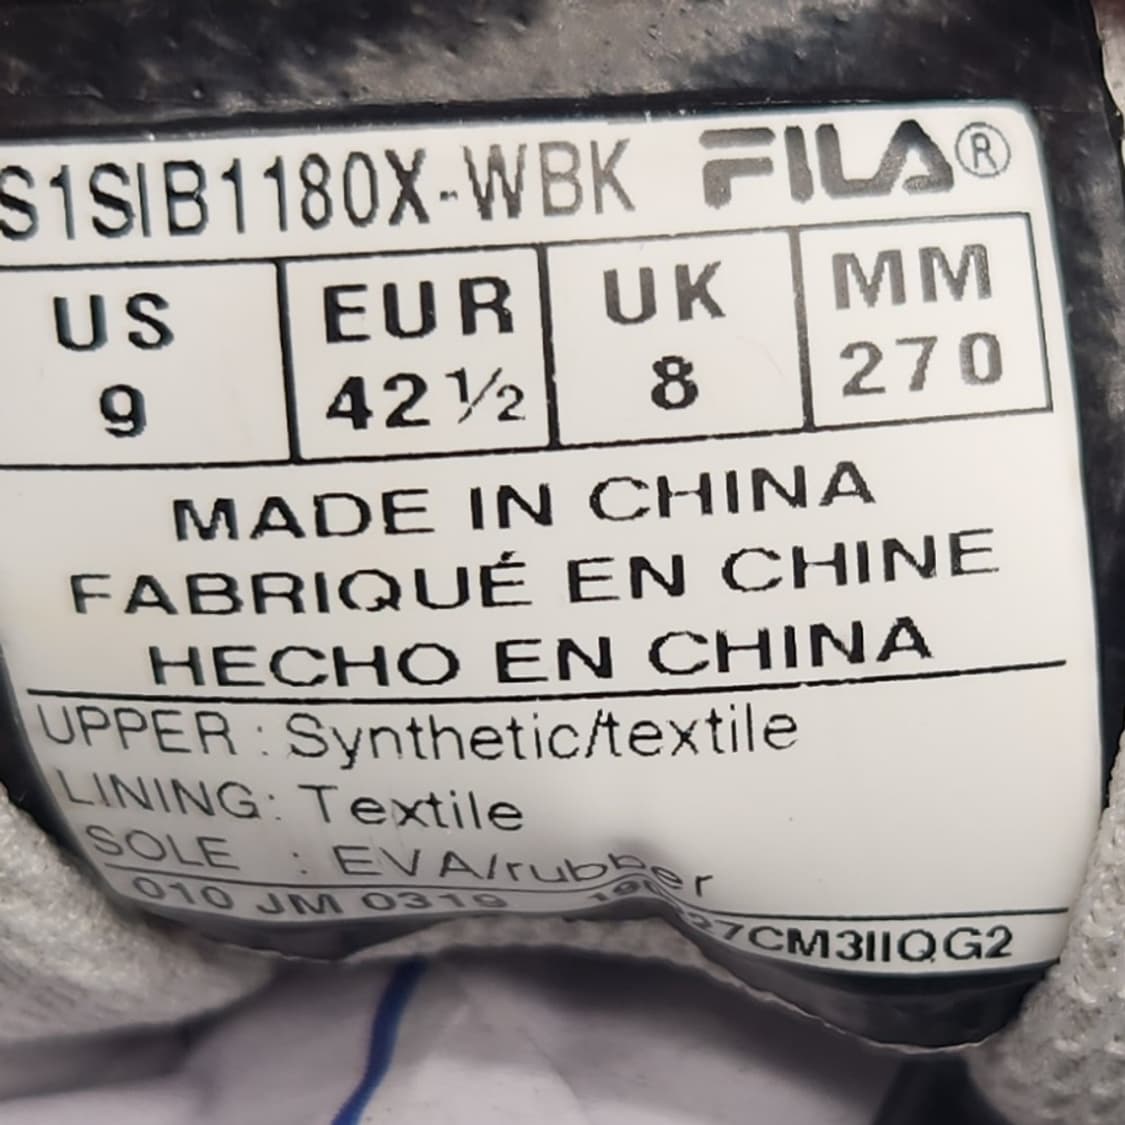 S1SIB1180X-WBK FILA®
US EUR UK MM
9 42½ 8 270
MADE IN CHINA
FABRIQUÉ EN CHINE
HECHO EN CHINA
UPPER : Synthetic/textile
LINING: Textile
SOLE : EVA/rubber
010 JM 0319